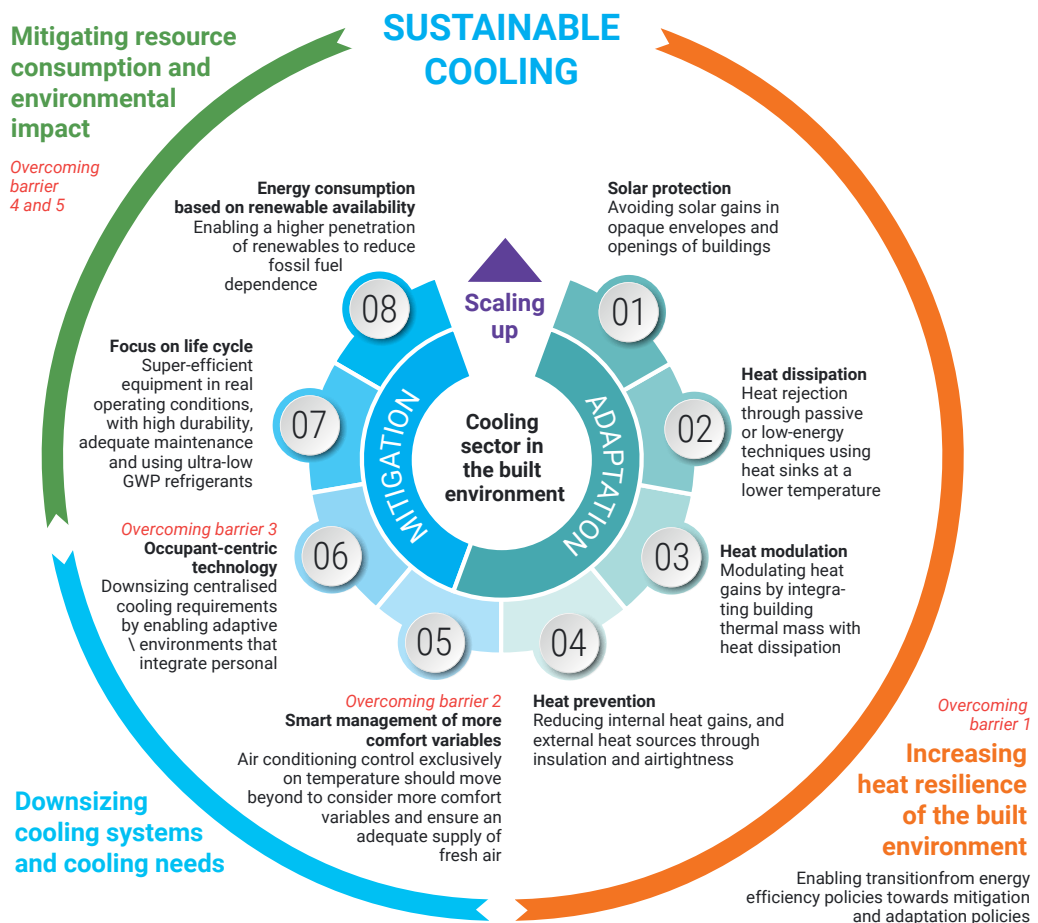 SUSTAINABLE
COOLING
Mitigating resource
consumption and
environmental
impact
Overcoming
barrier
4 and 5
Energy consumption
based on renewable availability
Enabling a higher penetration
of renewables to reduce
fossil fuel
dependence
Solar protection
Avoiding solar gains in
opaque envelopes and
openings of buildings
Scaling
up
08
01
Focus on life cycle
Super-efficient
equipment in real
operating conditions,
with high durability,
adequate maintenance
and using ultra-low
GWP refrigerants
07
MITIGATION
Cooling
sector in
the built
environment
ADAPTATION
02
Heat dissipation
Heat rejection
through passive
or low-energy
techniques using
heat sinks at a
lower temperature
Overcoming barrier 3
Occupant-centric
technology
Downsizing centralised
cooling requirements
by enabling adaptive
\ environments that
integrate personal
06
03
Heat modulation
Modulating heat
gains by integra-
ting building
thermal mass with
heat dissipation
05
04
Overcoming barrier 2
Smart management of more
comfort variables
Air conditioning control exclusively
on temperature should move
beyond to consider more comfort
variables and ensure an
adequate supply of
fresh air
Heat prevention
Reducing internal heat gains, and
external heat sources through
insulation and airtightness
Downsizing
cooling systems
and cooling needs
Overcoming
barrier 1
Increasing
heat resilience
of the built
environment
Enabling transitionfrom energy
efficiency policies towards mitigation
and adaptation policies